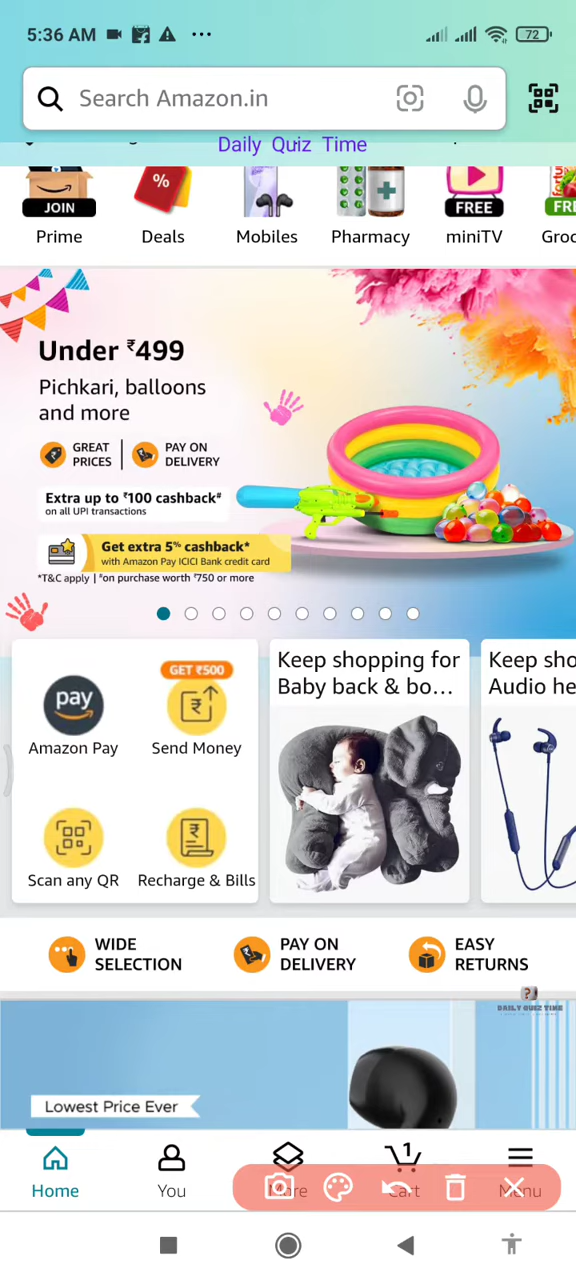 5:36 AM
72
Search Amazon.in
Daily Quiz Time
JOIN
%
FREE
Prime
Deals
Mobiles
Pharmacy
miniTV
Groc
Under ₹499
Pichkari, balloons
and more
GREAT
PRICES
PAY ON
DELIVERY
Extra up to ₹100 cashback#
on all UPI transactions
Get extra 5% cashback*
with Amazon Pay ICICI Bank credit card
*T&C apply | #on purchase worth ₹750 or more
GET ₹500
pay
Amazon Pay
Send Money
Scan any QR
Recharge & Bills
Keep shopping for
Baby back & bo...
Keep sho
Audio he
WIDE
SELECTION
PAY ON
DELIVERY
EASY
RETURNS
?
DAILY QUIZ TIME
Lowest Price Ever
1
Home
You
More
Cart
Menu